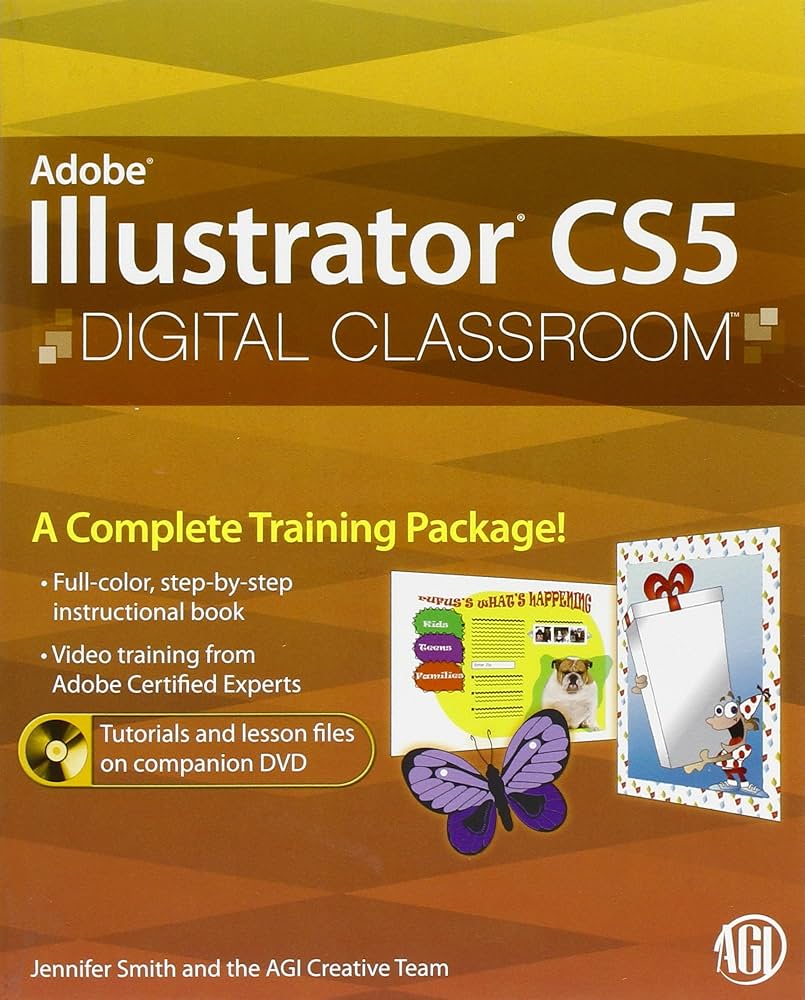 Adobe®
Illustrator® CS5
DIGITAL CLASSROOM™
A Complete Training Package!
• Full-color, step-by-step
instructional book
• Video training from
Adobe Certified Experts
Tutorials and lesson files
on companion DVD
RUFUS'S WHAT'S HAPPENING
Kids
Teens
Families
Jennifer Smith and the AGI Creative Team
AGI